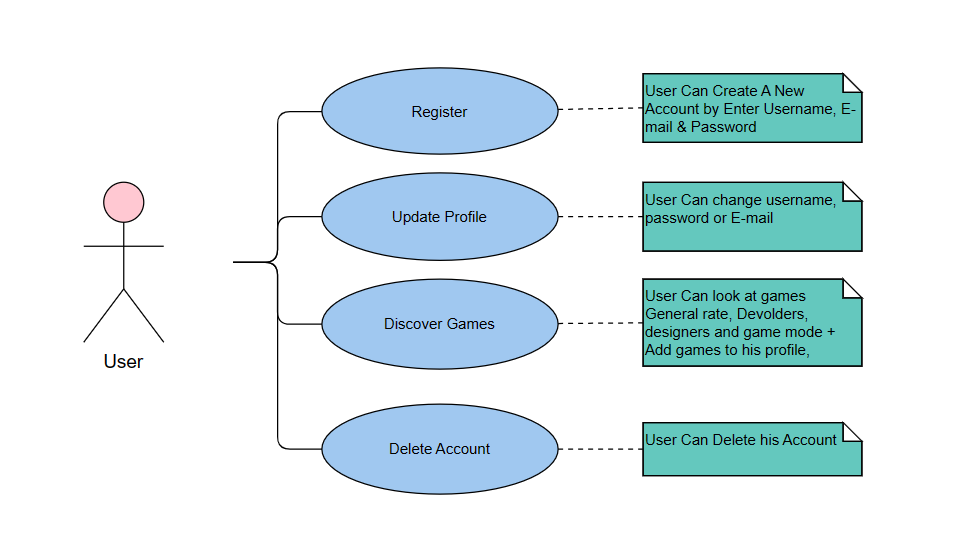 Register
User Can Create A New
Account by Enter Username, E-
mail & Password
Update Profile
User Can change username,
password or E-mail
Discover Games
User Can look at games
General rate, Devolders,
designers and game mode +
Add games to his profile,
User
Delete Account
User Can Delete his Account